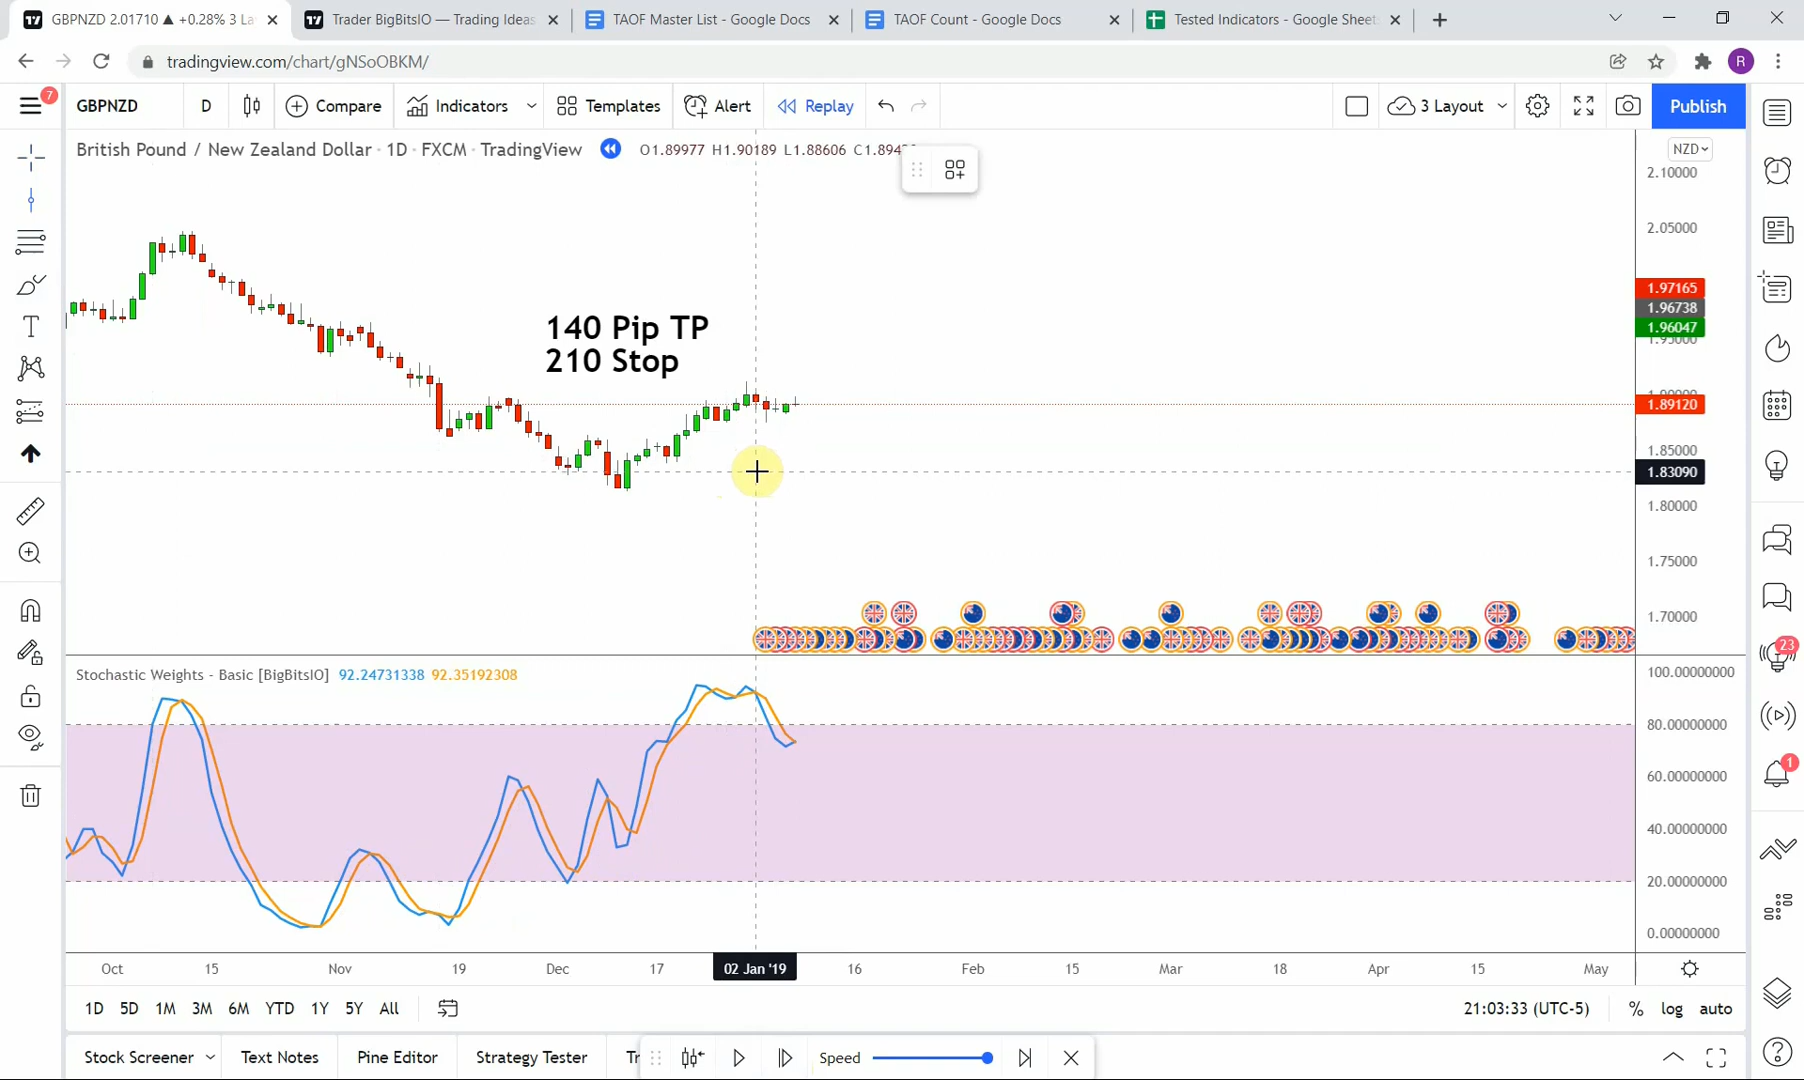 GBPNZD 2.01710 ▲ +0.28% 3 La
Trader BigBitsIO — Trading Ideas
TAOF Master List - Google Docs
TAOF Count - Google Docs
Tested Indicators - Google Sheet
tradingview.com/chart/gNSoOBKM/
R
7
GBPNZD
D
Compare
Indicators
Templates
Alert
Replay
3 Layout
Publish
British Pound / New Zealand Dollar · 1D · FXCM · TradingView
O1.89977 H1.90189 L1.88606
NZD
2.10000
2.05000
1.97165
1.96738
1.96047
1.95000
1.90000
1.89120
1.85000
1.83090
1.80000
1.75000
1.70000
140 Pip TP
210 Stop
Stochastic Weights - Basic [BigBitsIO] 92.24731338 92.35192308
100.00000000
80.00000000
60.00000000
40.00000000
20.00000000
0.00000000
23
1
Oct 15 Nov 19 Dec 17 02 Jan '19 16 Feb 15 Mar 18 Apr 15 May
1D 5D 1M 3M 6M YTD 1Y 5Y All
21:03:33 (UTC-5) % log auto
Stock Screener Text Notes Pine Editor Strategy Tester Speed